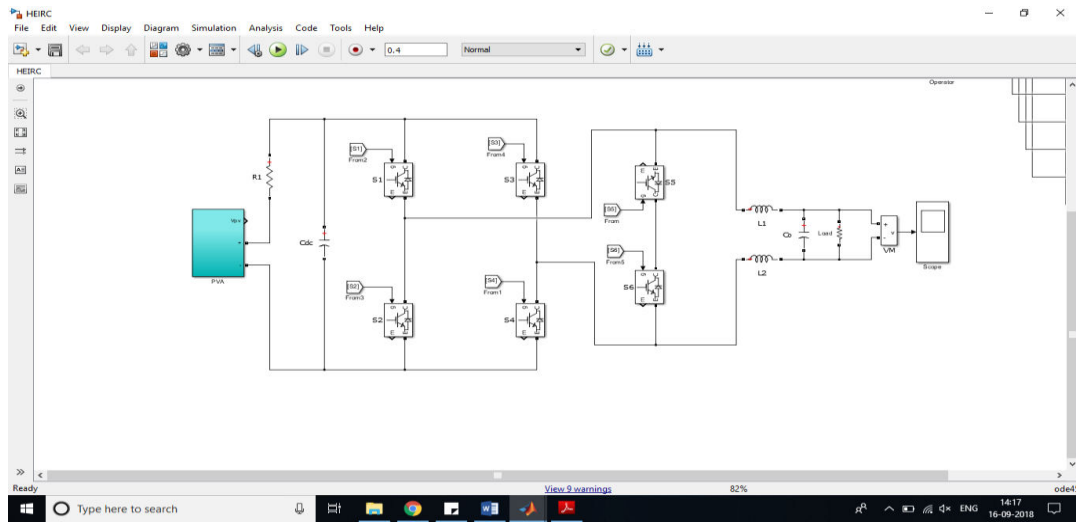 HEIRC
File Edit View Display Diagram Simulation Analysis Code Tools Help
0.4 Normal
HEIRC
Operator
[S1]
From2
[S3]
From4
R1
S1
S3
S5
[S5]
From
Vpv
+
-
PVA
Cdc
L1
Co
Load
+
-
v
VM
Scope
L2
[S2]
From3
[S4]
From1
[S6]
From5
S2
S4
S6
Ready View 9 warnings 82% ode45
Type here to search
ENG
14:17
16-09-2018